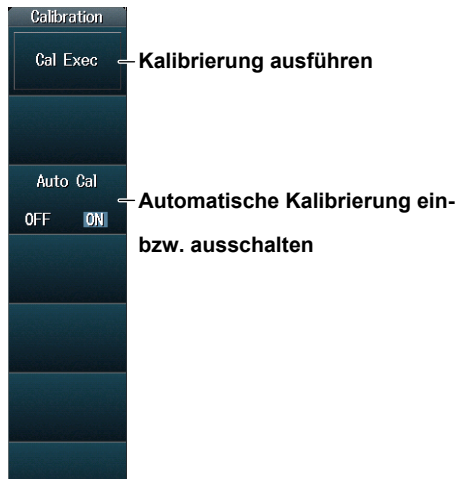 Calibration
Cal Exec
Kalibrierung ausführen
Auto Cal
OFF ON
Automatische Kalibrierung ein-
bzw. ausschalten